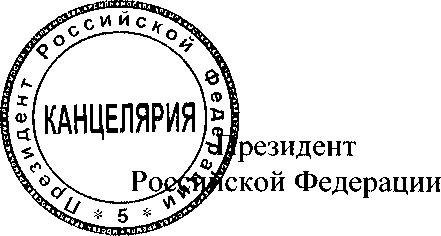 Президент Российской Федерации
КАНЦЕЛЯРИЯ
* 5 *
Президент
Российской Федерации